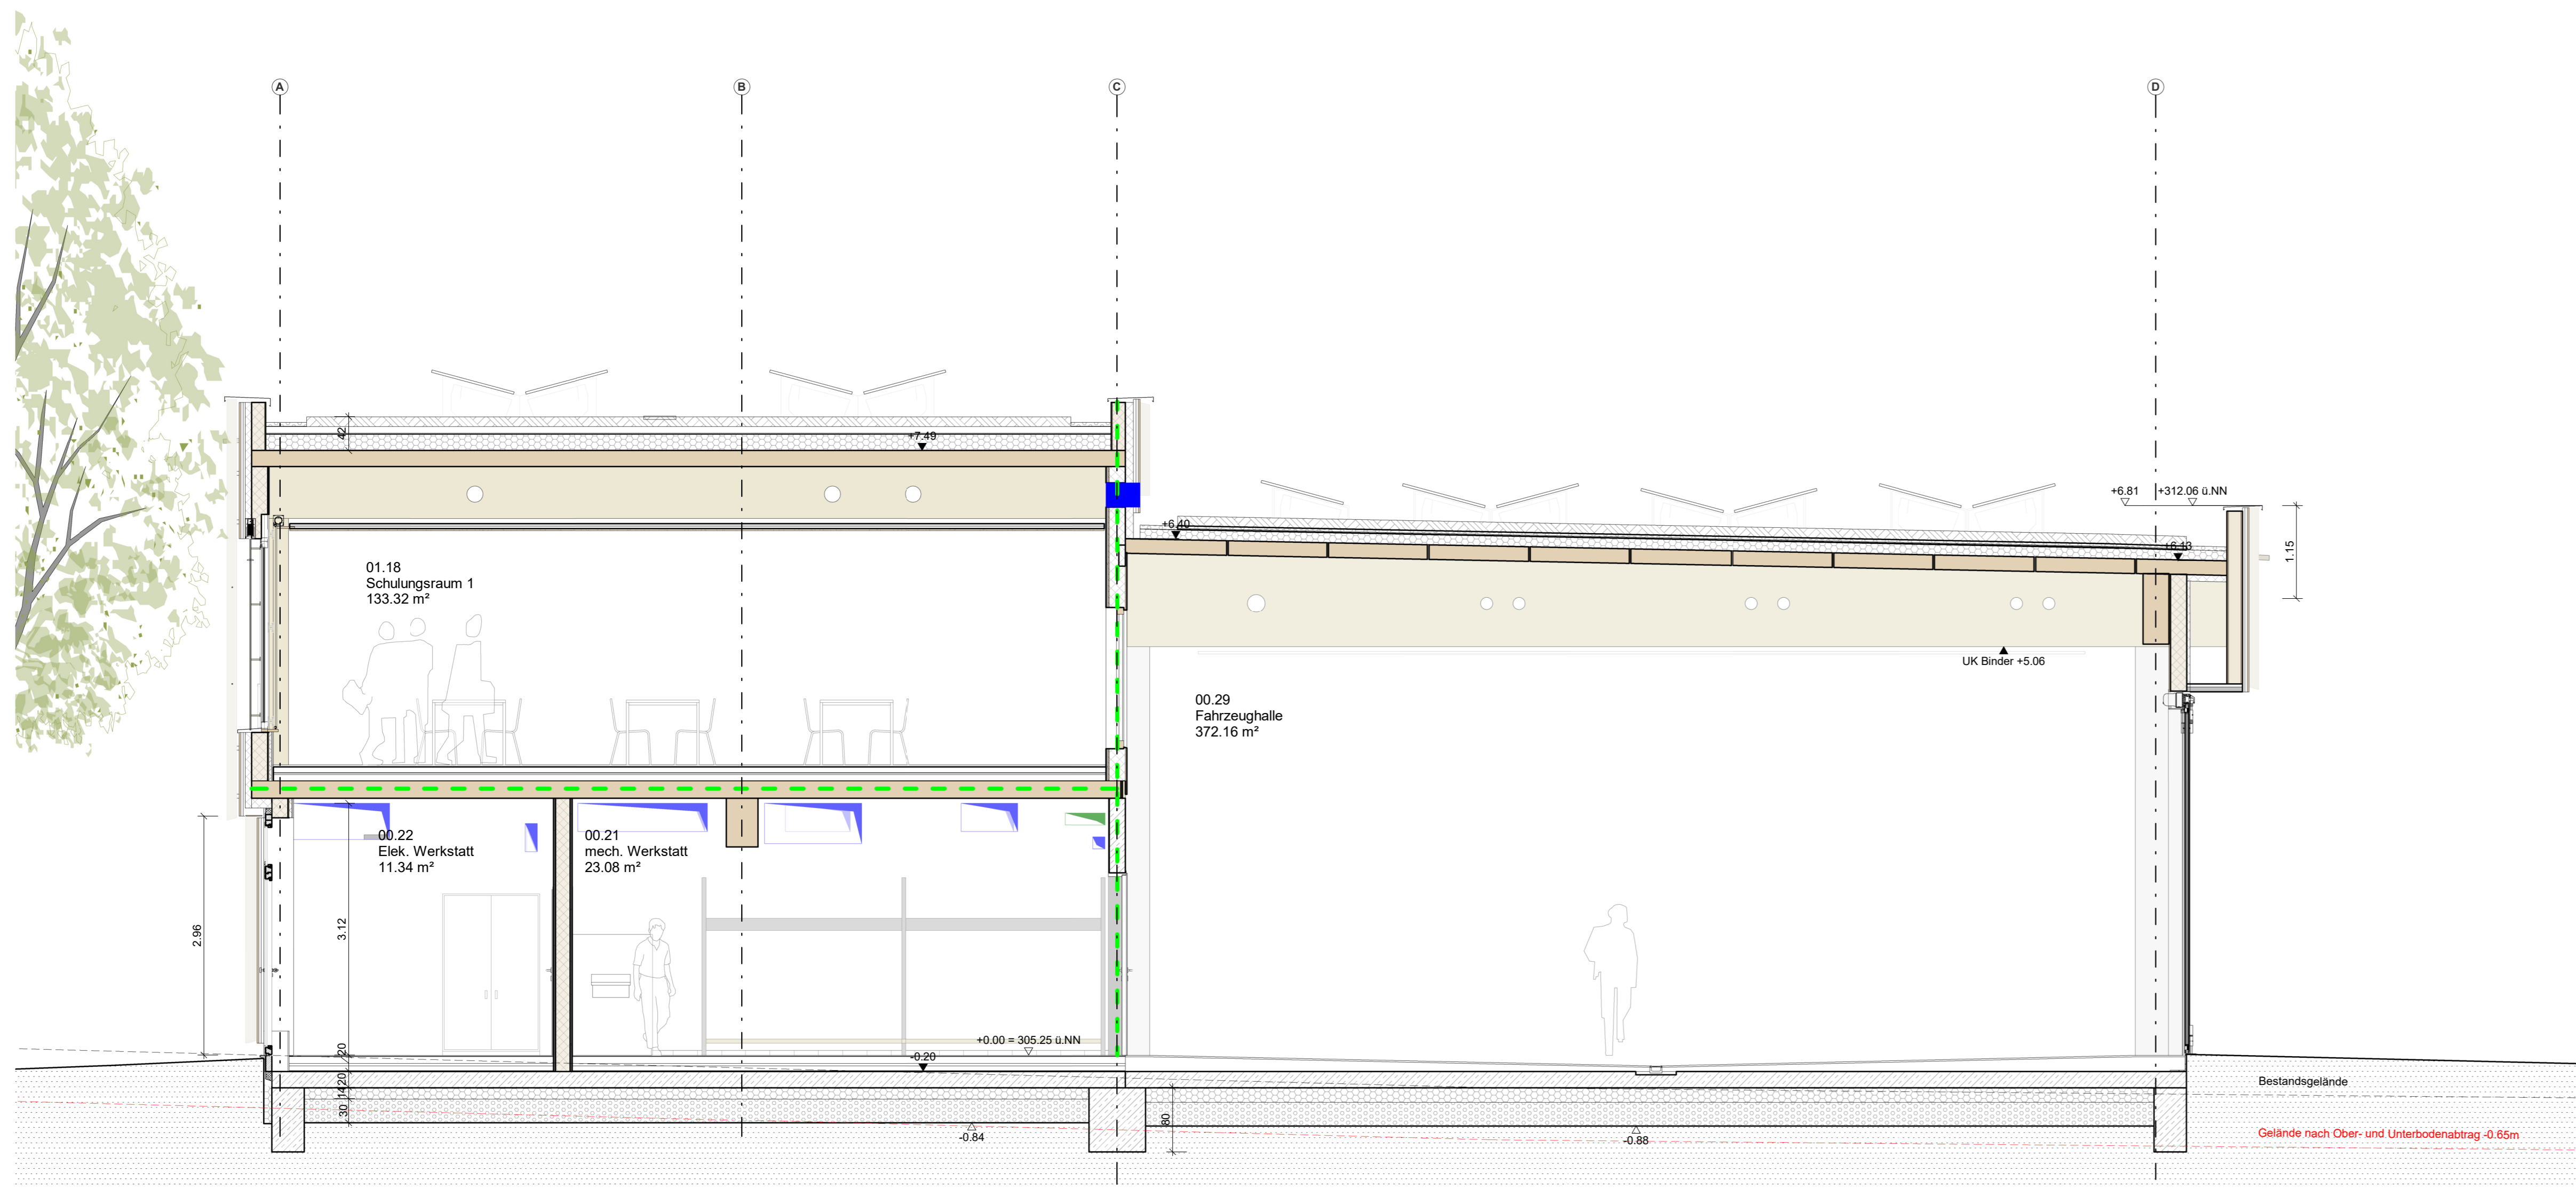 A
B
C
D
42
+7.49
+6.81
+312.06 ü.NN
+6.40
+6.13
1.15
01.18
Schulungsraum 1
133.32 m²
UK Binder +5.06
00.29
Fahrzeughalle
372.16 m²
00.22
Elek. Werkstatt
11.34 m²
00.21
mech. Werkstatt
23.08 m²
2.96
3.12
+0.00 = 305.25 ü.NN
20
-0.20
20
14
30
80
-0.84
-0.88
Bestandsgelände
Gelände nach Ober- und Unterbodenabtrag -0.65m